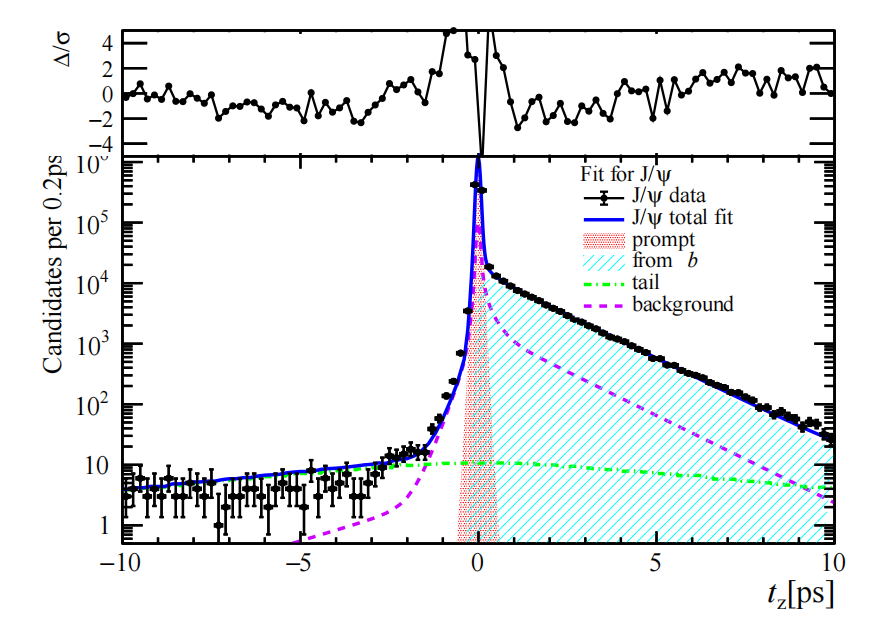 Δ/σ
4
2
0
−2
−4
Candidates per 0.2ps
10⁶
10⁵
10⁴
10³
10²
10
1
Fit for J/ψ
J/ψ data
J/ψ total fit
prompt
from b
tail
background
−10
−5
0
5
10
t_z[ps]